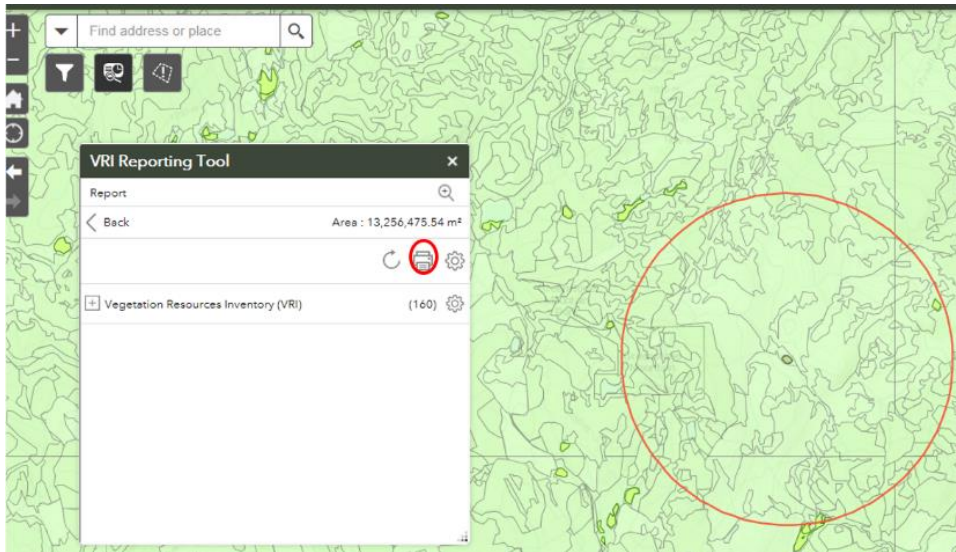 Find address or place
VRI Reporting Tool
Report
Back
Area : 13,256,475.54 m²
Vegetation Resources Inventory (VRI)
(160)